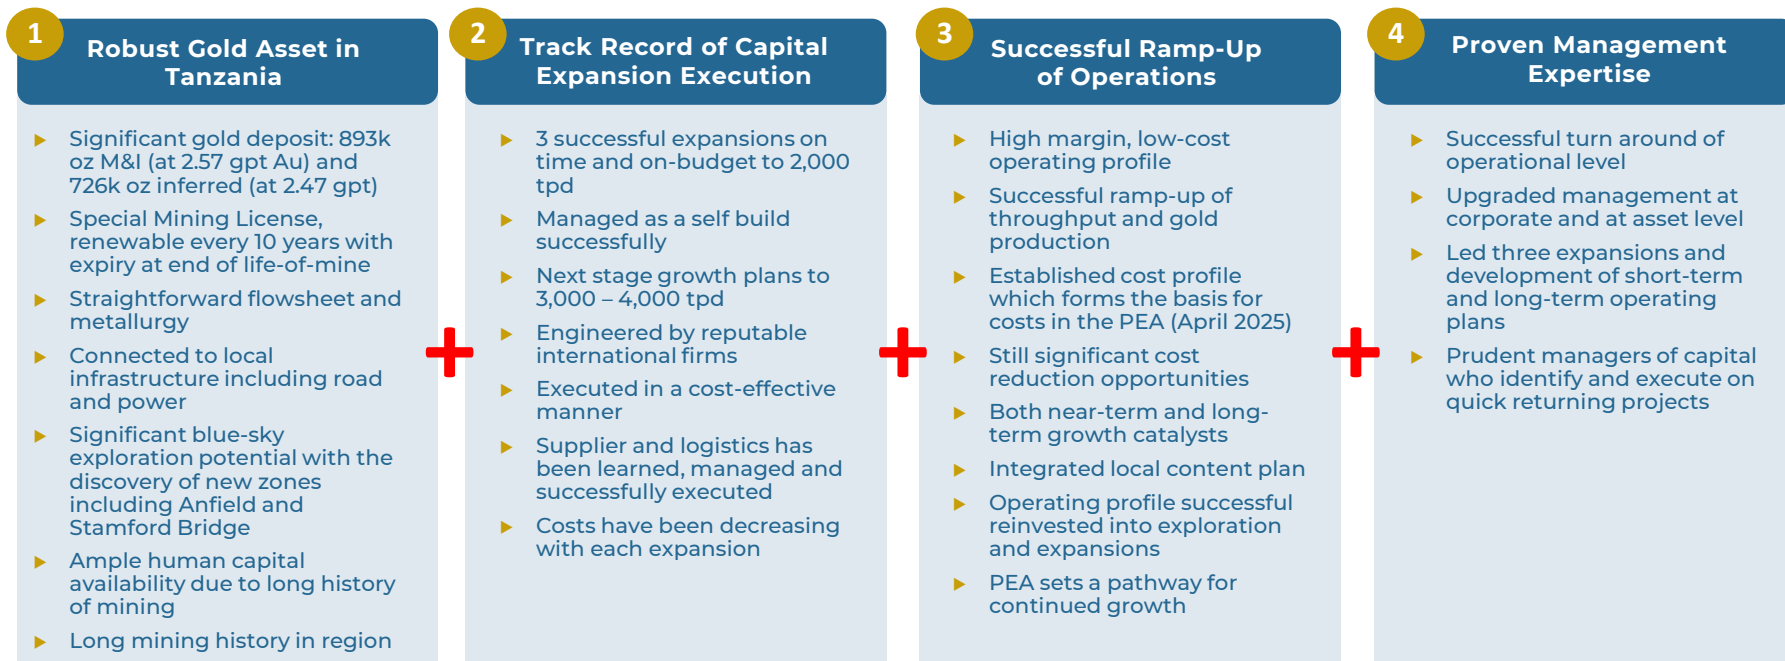 1
Robust Gold Asset in
Tanzania
Significant gold deposit: 893k
oz M&I (at 2.57 gpt Au) and
726k oz inferred (at 2.47 gpt)
Special Mining License,
renewable every 10 years with
expiry at end of life-of-mine
Straightforward flowsheet and
metallurgy
Connected to local
infrastructure including road
and power
Significant blue-sky
exploration potential with the
discovery of new zones
including Anfield and
Stamford Bridge
Ample human capital
availability due to long history
of mining
Long mining history in region
2
Track Record of Capital
Expansion Execution
3 successful expansions on
time and on-budget to 2,000
tpd
Managed as a self build
successfully
Next stage growth plans to
3,000 – 4,000 tpd
Engineered by reputable
international firms
Executed in a cost-effective
manner
Supplier and logistics has
been learned, managed and
successfully executed
Costs have been decreasing
with each expansion
3
Successful Ramp-Up
of Operations
High margin, low-cost
operating profile
Successful ramp-up of
throughput and gold
production
Established cost profile
which forms the basis for
costs in the PEA (April 2025)
Still significant cost
reduction opportunities
Both near-term and long-
term growth catalysts
Integrated local content plan
Operating profile successful
reinvested into exploration
and expansions
PEA sets a pathway for
continued growth
4
Proven Management
Expertise
Successful turn around of
operational level
Upgraded management at
corporate and at asset level
Led three expansions and
development of short-term
and long-term operating
plans
Prudent managers of capital
who identify and execute on
quick returning projects